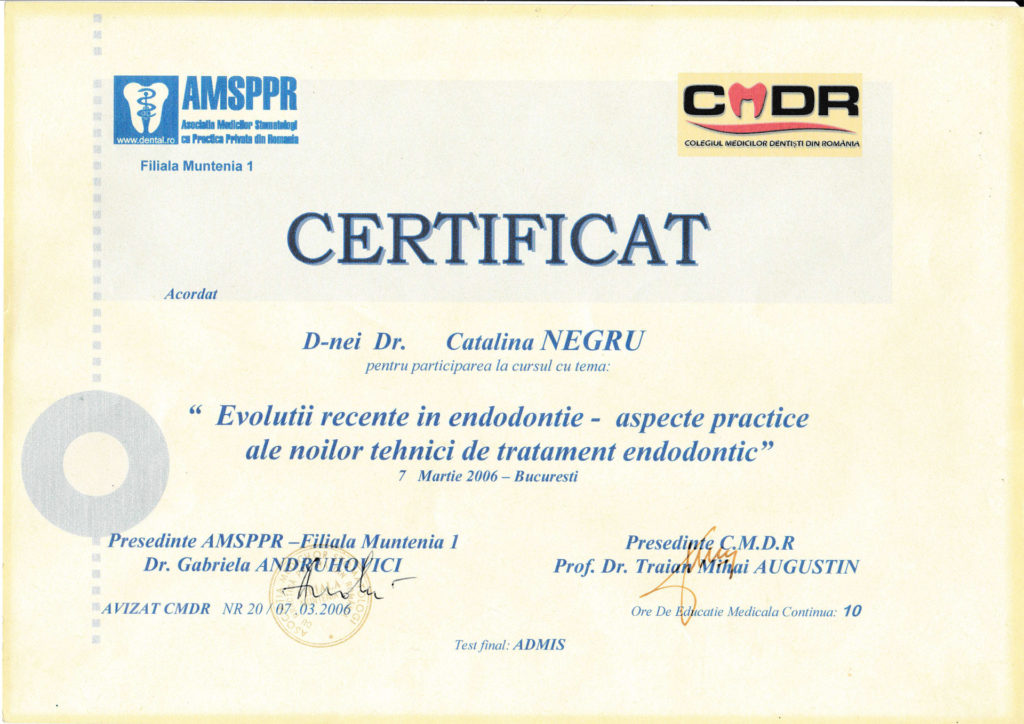 AMSPPR
Asociatia Medicilor Stomatologi
cu Practica Privata din Romania
www.dental.ro
Filiala Muntenia 1
CMDR
COLEGIUL MEDICILOR DENTIȘTI DIN ROMÂNIA
CERTIFICAT
Acordat
D-nei Dr. Catalina NEGRU
pentru participarea la cursul cu tema:
“ Evolutii recente in endodontie - aspecte practice
ale noilor tehnici de tratament endodontic”
7 Martie 2006 – Bucuresti
Presedinte AMSPPR –Filiala Muntenia 1
Dr. Gabriela ANDRUHOVICI
AVIZAT CMDR NR 20 / 07 .03.2006
Presedinte C.M.D.R
Prof. Dr. Traian Mihai AUGUSTIN
Ore De Educatie Medicala Continua: 10
Test final: ADMIS